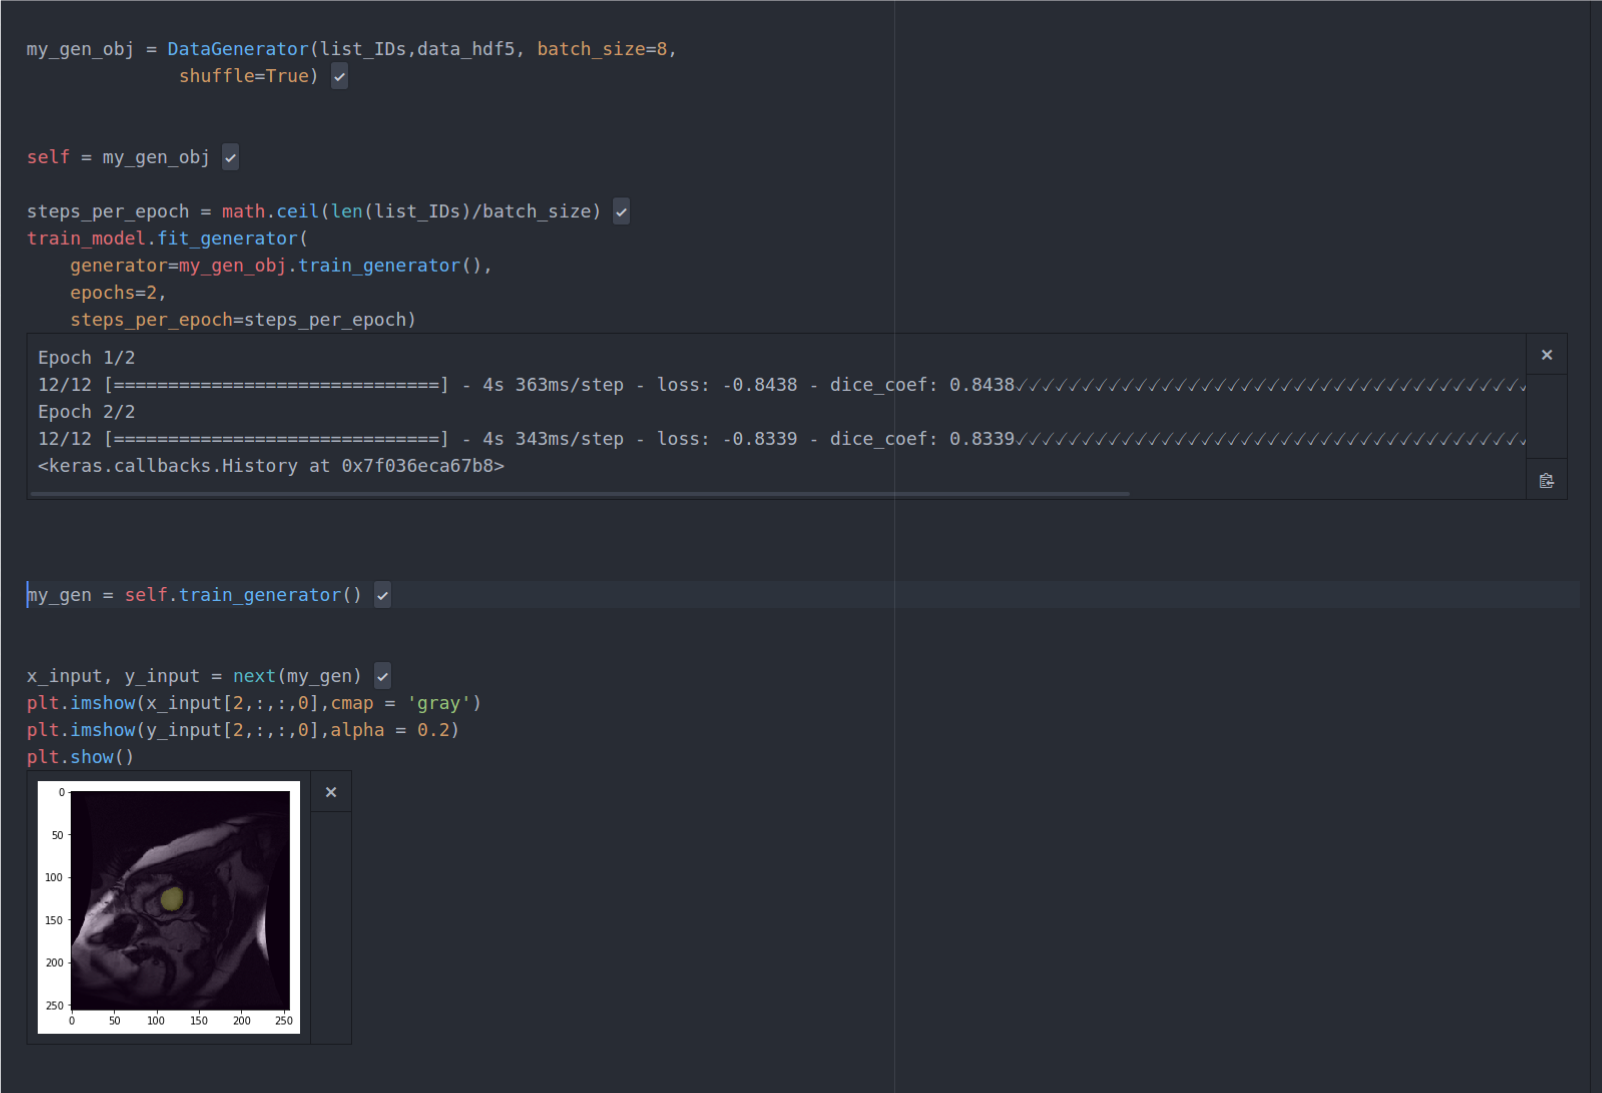 my_gen_obj = DataGenerator(list_IDs,data_hdf5, batch_size=8,
shuffle=True) ✓
self = my_gen_obj ✓
steps_per_epoch = math.ceil(len(list_IDs)/batch_size) ✓
train_model.fit_generator(
generator=my_gen_obj.train_generator(),
epochs=2,
steps_per_epoch=steps_per_epoch)
Epoch 1/2
12/12 [==============================] - 4s 363ms/step - loss: -0.8438 - dice_coef: 0.8438✓✓✓✓✓✓✓✓✓✓✓✓✓✓✓✓✓✓✓✓✓✓✓✓✓✓✓✓✓✓✓✓✓✓✓✓✓✓✓
Epoch 2/2
12/12 [==============================] - 4s 343ms/step - loss: -0.8339 - dice_coef: 0.8339✓✓✓✓✓✓✓✓✓✓✓✓✓✓✓✓✓✓✓✓✓✓✓✓✓✓✓✓✓✓✓✓✓✓✓✓✓✓✓
<keras.callbacks.History at 0x7f036eca67b8>
my_gen = self.train_generator() ✓
x_input, y_input = next(my_gen) ✓
plt.imshow(x_input[2,:,:,0],cmap = 'gray')
plt.imshow(y_input[2,:,:,0],alpha = 0.2)
plt.show()
0
50
100
150
200
250
0 50 100 150 200 250